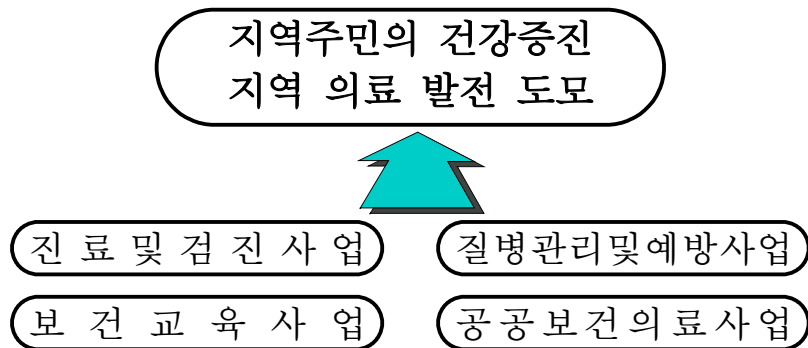 지역주민의 건강증진
지역 의료 발전 도모
진료및검진사업
질병관리및예방사업
보건교육사업
공공보건의료사업